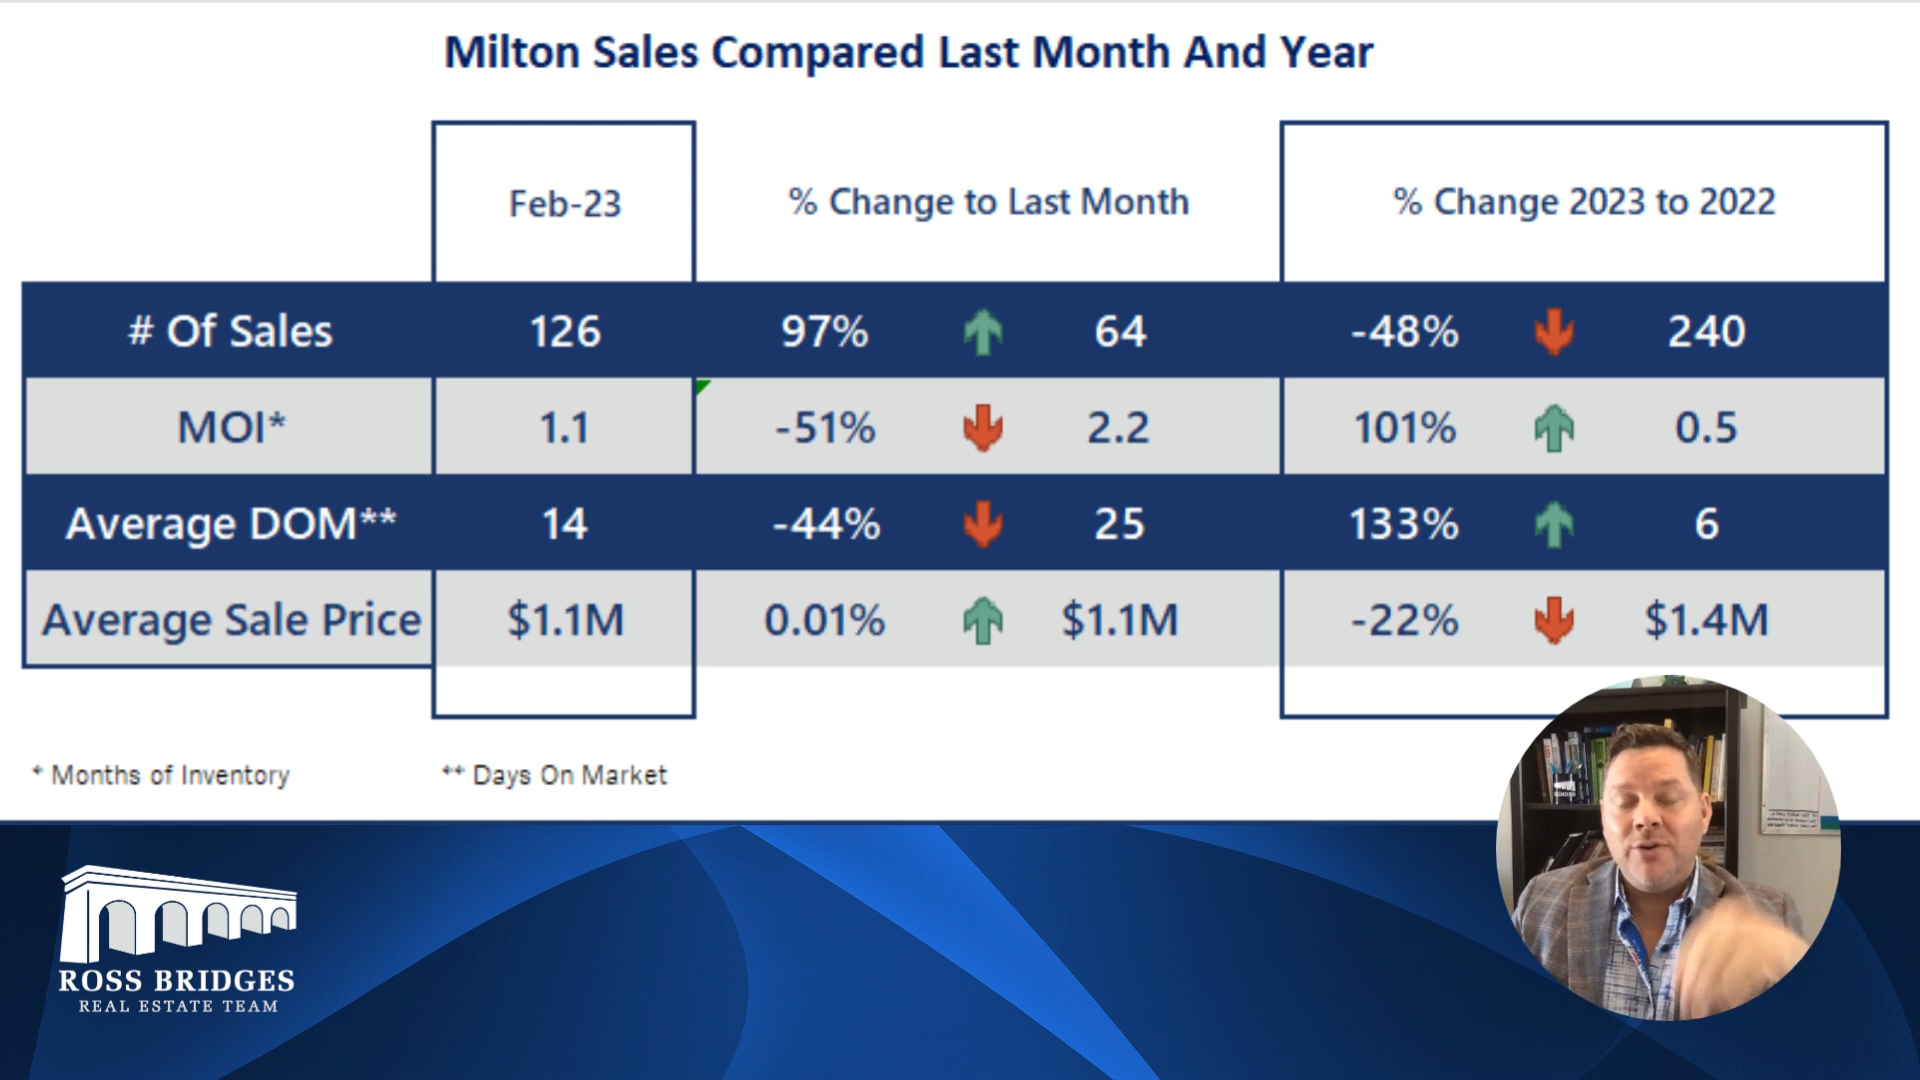 Milton Sales Compared Last Month And Year
Feb-23 % Change to Last Month % Change 2023 to 2022
# Of Sales 126 97% 64 -48% 240
MOI* 1.1 -51% 2.2 101% 0.5
Average DOM** 14 -44% 25 133% 6
Average Sale Price $1.1M 0.01% $1.1M -22% $1.4M
* Months of Inventory ** Days On Market
ROSS BRIDGES
REAL ESTATE TEAM